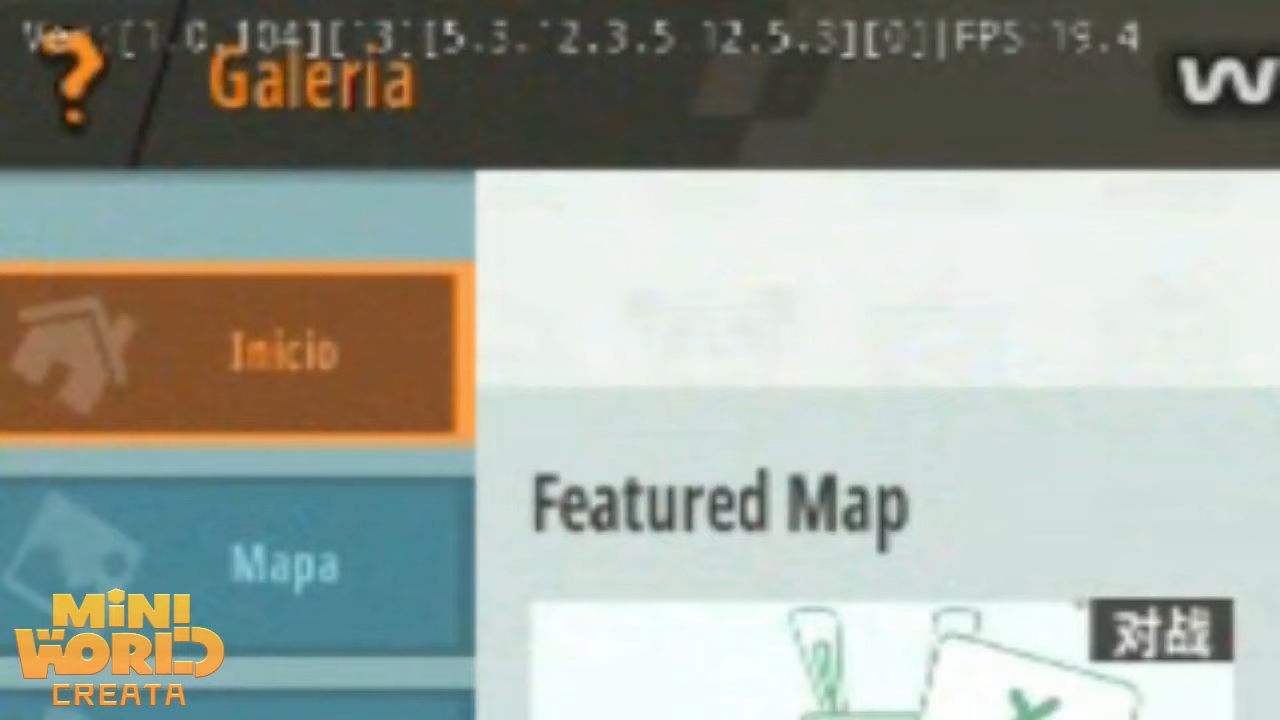 ?
Galeria
W
Inicio
Featured Map
Mapa
对战
MiNi
WORLD
CREATA